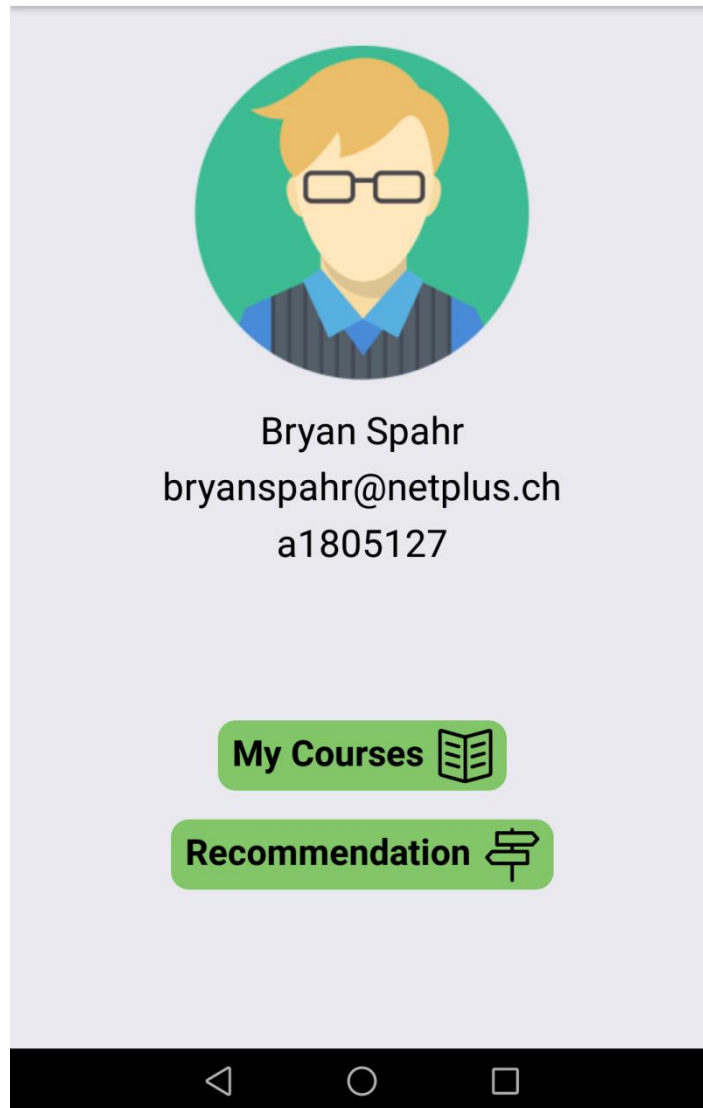 Bryan Spahr
bryanspahr@netplus.ch
a1805127
My Courses
Recommendation